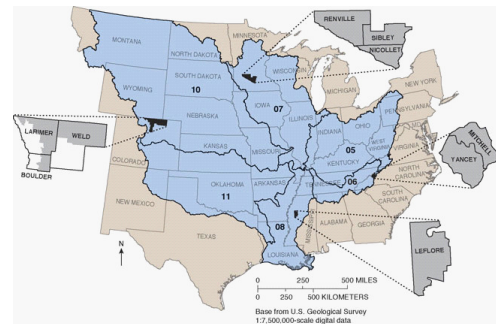 RENVILLE
SIBLEY
NICOLLET
MONTANA
NORTH DAKOTA
MINNESOTA
WISCONSIN
MICHIGAN
NEW YORK
SOUTH DAKOTA
10
WYOMING
IOWA
07
NEBRASKA
ILLINOIS
INDIANA
OHIO
PENNSYLVANIA
LARIMER
WELD
BOULDER
COLORADO
KANSAS
MISSOURI
05
KENTUCKY
WEST
VIRGINIA
VIRGINIA
MITCHELL
YANCEY
OKLAHOMA
11
ARKANSAS
TENNESSEE
06
NORTH
CAROLINA
SOUTH
CAROLINA
NEW MEXICO
TEXAS
08
LOUISIANA
MISSISSIPPI
ALABAMA
GEORGIA
LEFLORE
N
0 250 500 MILES
0 250 500 KILOMETERS
Base from U.S. Geological Survey
1:7,500,000-scale digital data